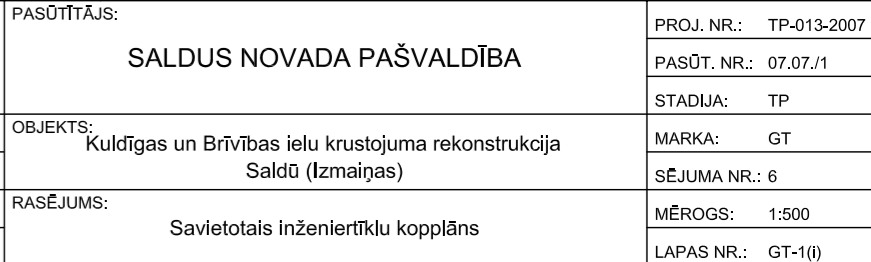 PASŪTĪTĀJS:
SALDUS NOVADA PAŠVALDĪBA
OBJEKTS:
Kuldīgas un Brīvības ielu krustojuma rekonstrukcija
Saldū (Izmaiņas)
RASĒJUMS:
Savietotais inženiertīklu kopplāns
PROJ. NR.: TP-013-2007
PASŪT. NR.: 07.07./1
STADIJA: TP
MARKA: GT
SĒJUMA NR.: 6
MĒROGS: 1:500
LAPAS NR.: GT-1(i)